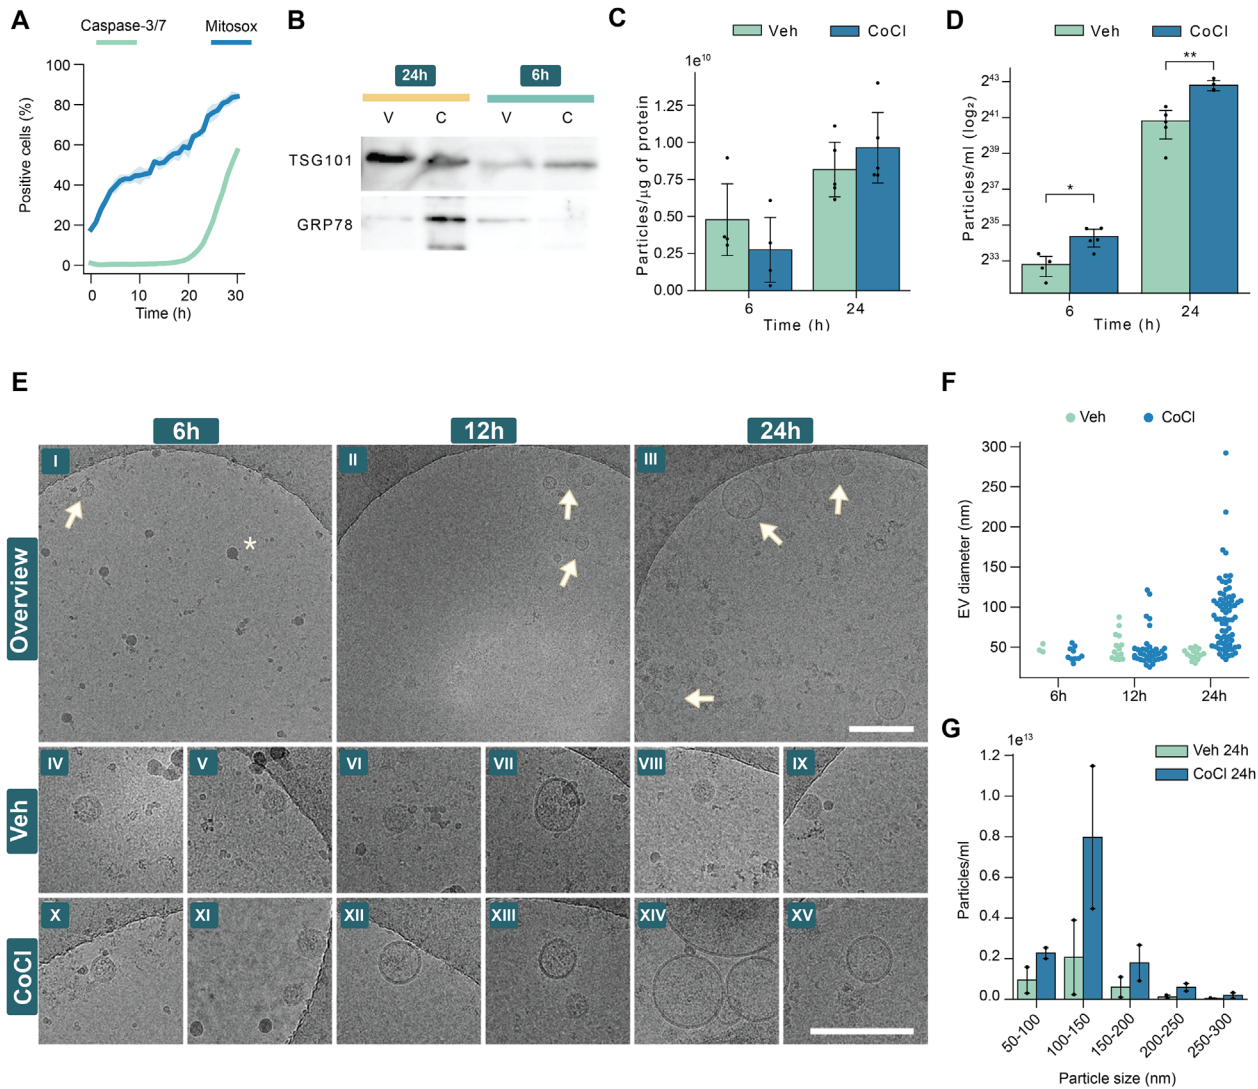 A
Caspase-3/7 Mitosox
100
80
60
40
20
0
Positive cells (%)
0 10 20 30
Time (h)
B
24h 6h
V C V C
TSG101
GRP78
C
Veh CoCl
1e¹⁰
1.25
1.00
0.75
0.50
0.25
0.00
Particles/µg of protein
6 24
Time (h)
D
Veh CoCl
2⁴³
2⁴¹
2³⁹
2³⁷
2³⁵
2³³
Particles/ml (log₂)
*
**
6 24
Time (h)
E
6h 12h 24h
Overview
I II III
*
Veh
IV V VI VII VIII IX
CoCl
X XI XII XIII XIV XV
F
Veh CoCl
300
250
200
150
100
50
EV diameter (nm)
6h 12h 24h
G
1e¹³
Veh 24h
CoCl 24h
1.2
1.0
0.8
0.6
0.4
0.2
0.0
Particles/ml
50-100 100-150 150-200 200-250 250-300
Particle size (nm)